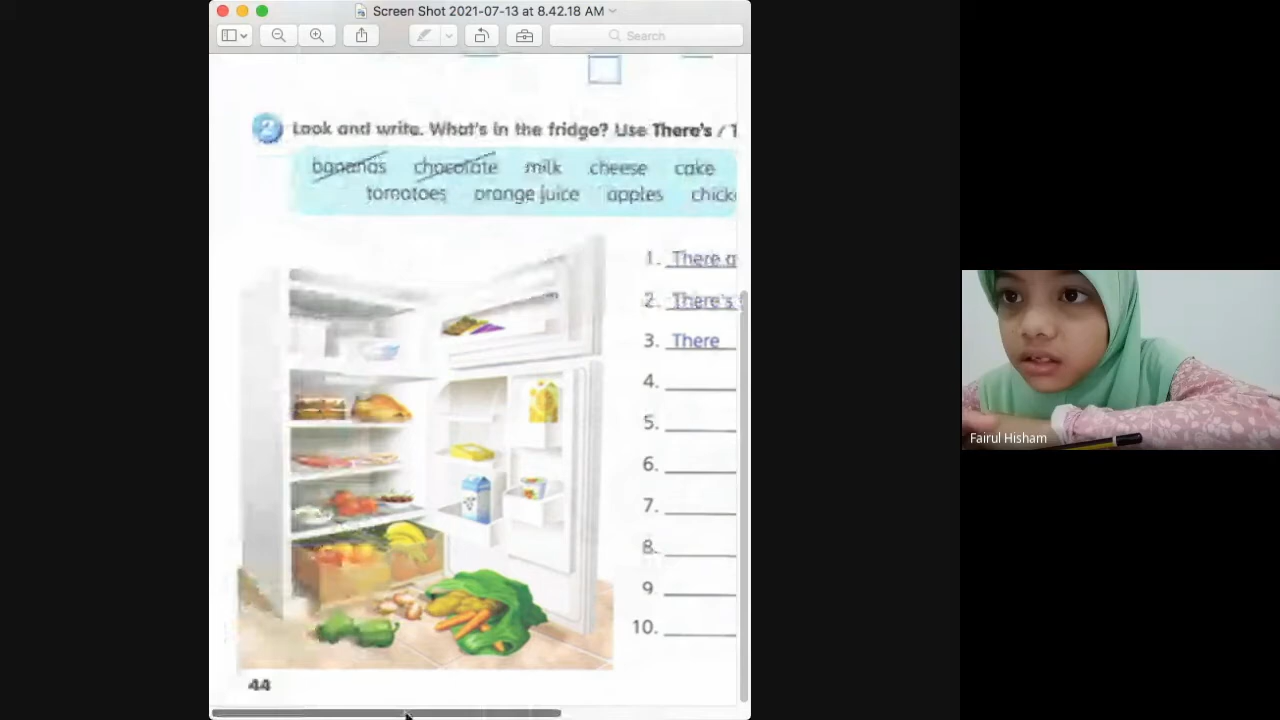 Screen Shot 2021-07-13 at 8.42.18 AM
Search
2 Look and write. What's in the fridge? Use There's / T
bananas chocolate milk cheese cake
tomatoes orange juice apples chick
1. There a
2. There's
3. There
4.
5.
6.
7.
8.
9
10.
44
Fairul Hisham